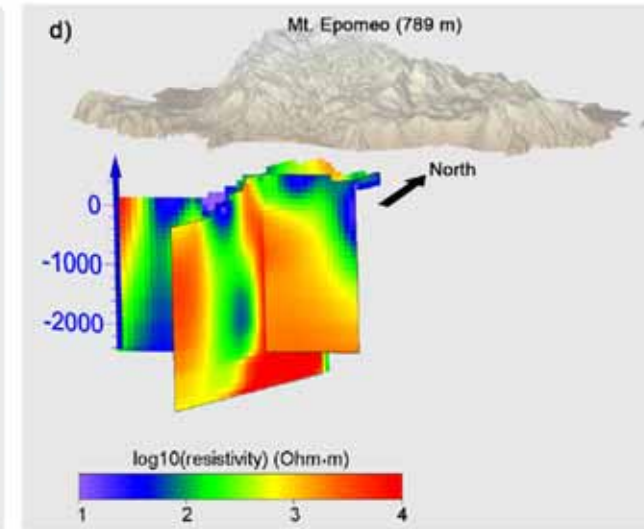 d)
Mt. Epomeo (789 m)
North
0
-1000
-2000
log10(resistivity) (Ohm·m)
1 2 3 4